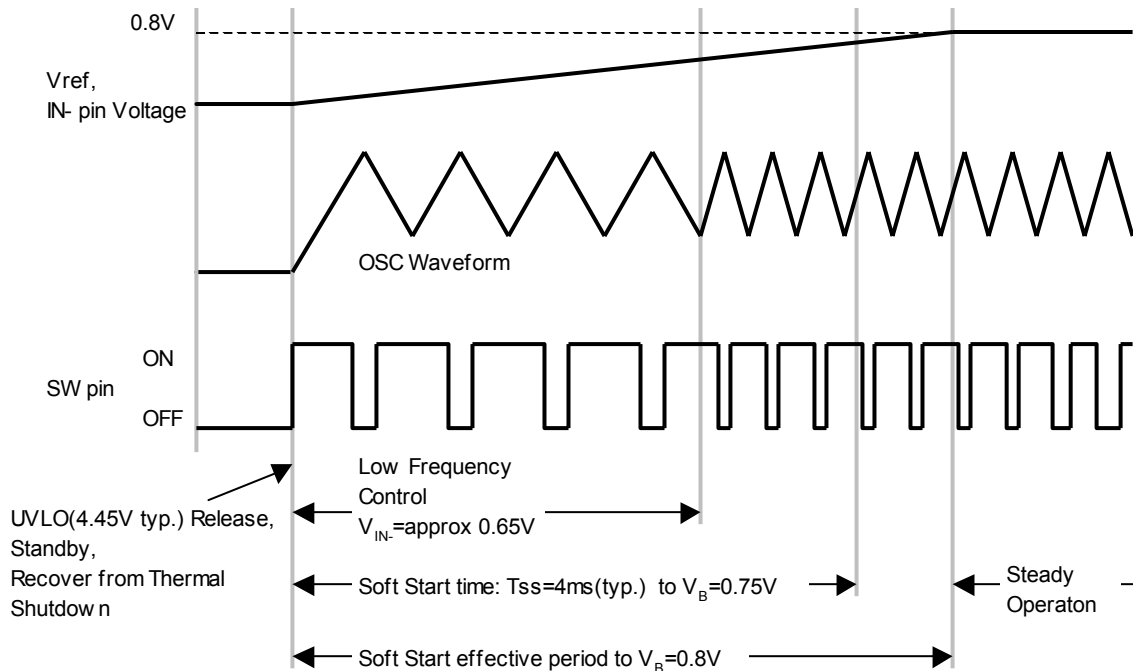 0.8V
Vref,
IN- pin Voltage
OSC Waveform
ON
SW pin
OFF
Low Frequency
Control
V_IN-=approx 0.65V
UVLO(4.45V typ.) Release,
Standby,
Recover from Thermal
Shutdown
Soft Start time: Tss=4ms(typ.) to V_B=0.75V
Steady
Operaton
Soft Start effective period to V_B=0.8V